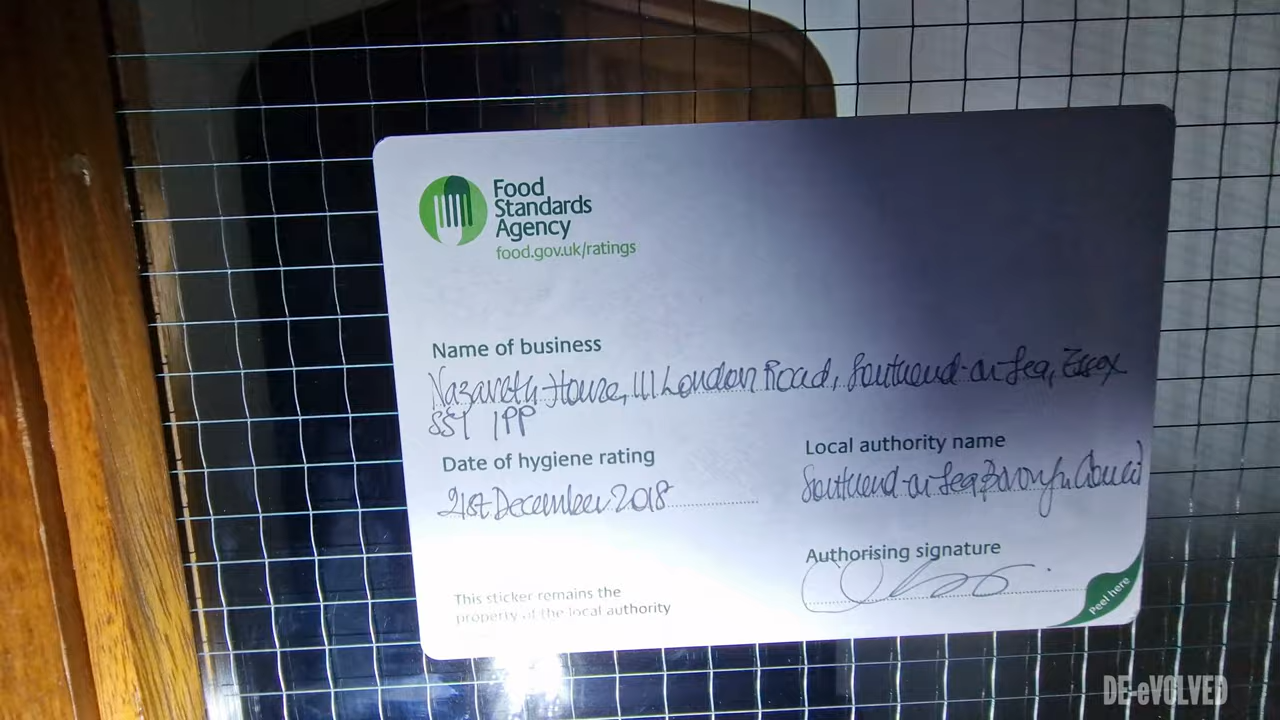 Food
Standards
Agency
food.gov.uk/ratings
Name of business
Nazareth House, 111 London Road, Southend-on-Sea, Essex
SS1 1PP
Date of hygiene rating
21st December 2018
Local authority name
Southend-on-Sea Borough Council
Authorising signature
This sticker remains the
property of the local authority
Peel here
DE-eVOLVED